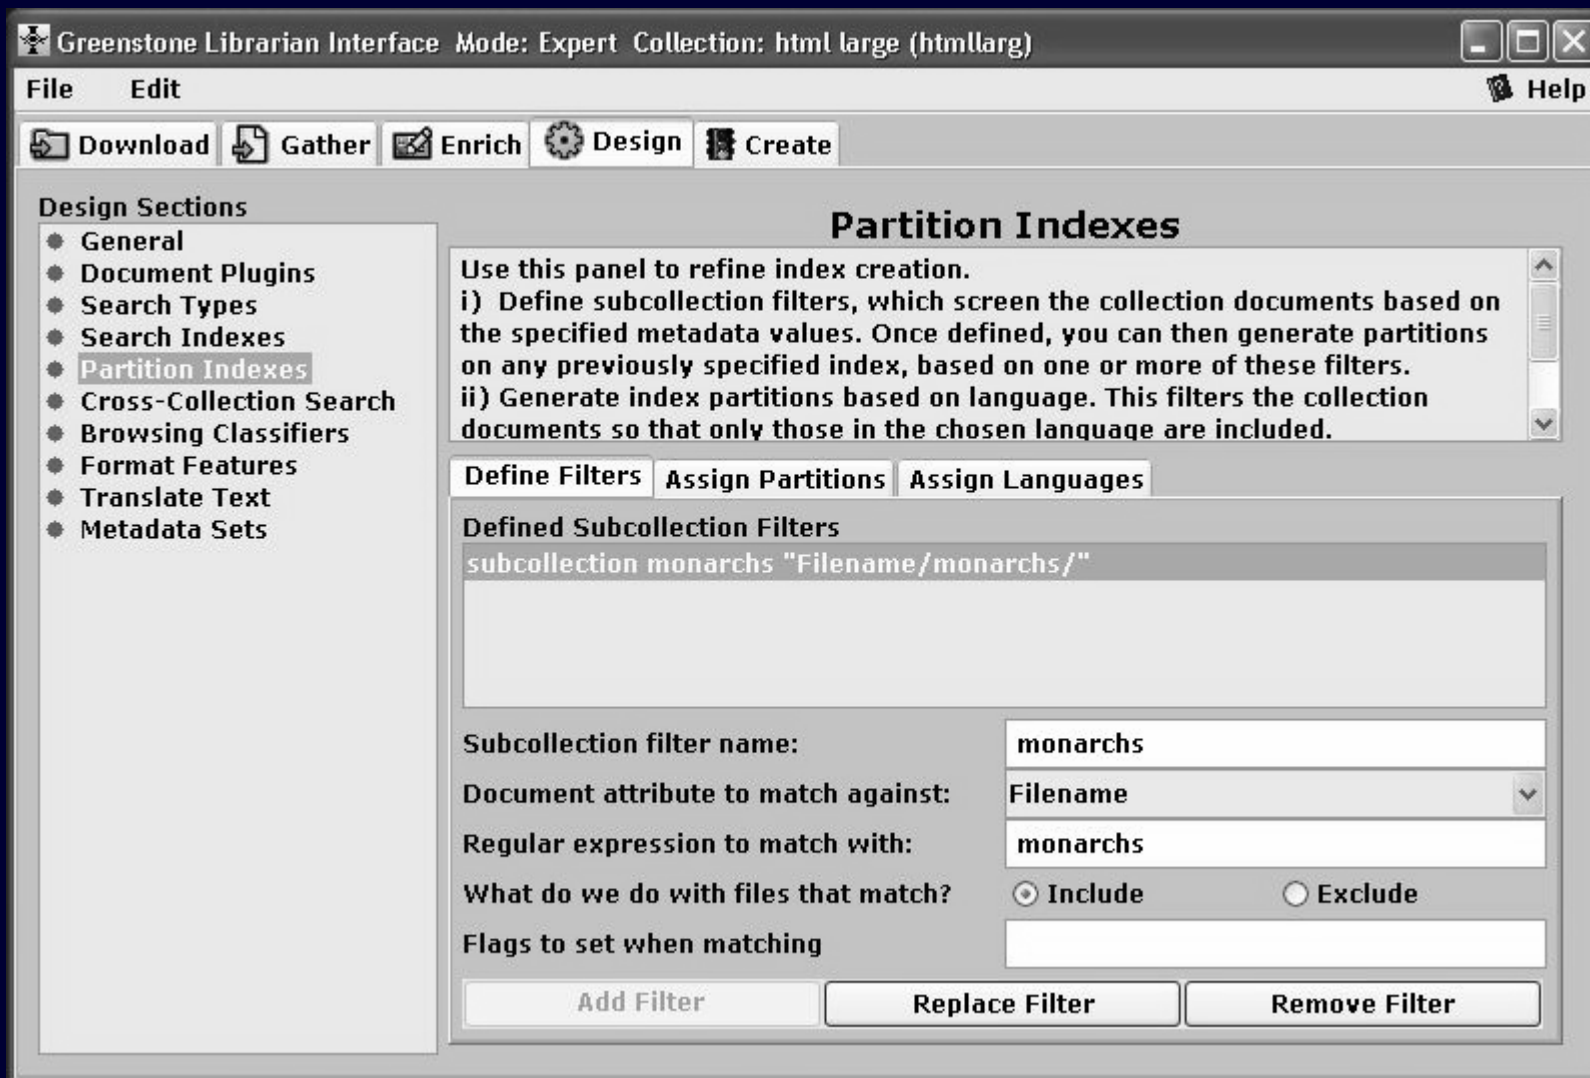 Greenstone Librarian Interface Mode: Expert Collection: html large (htmllarg)
File Edit Help
Download Gather Enrich Design Create
Design Sections
General
Document Plugins
Search Types
Search Indexes
Partition Indexes
Cross-Collection Search
Browsing Classifiers
Format Features
Translate Text
Metadata Sets
Partition Indexes
Use this panel to refine index creation.
i) Define subcollection filters, which screen the collection documents based on
the specified metadata values. Once defined, you can then generate partitions
on any previously specified index, based on one or more of these filters.
ii) Generate index partitions based on language. This filters the collection
documents so that only those in the chosen language are included.
Define Filters Assign Partitions Assign Languages
Defined Subcollection Filters
subcollection monarchs "Filename/monarchs/"
Subcollection filter name: monarchs
Document attribute to match against: Filename
Regular expression to match with: monarchs
What do we do with files that match? Include Exclude
Flags to set when matching
Add Filter Replace Filter Remove Filter